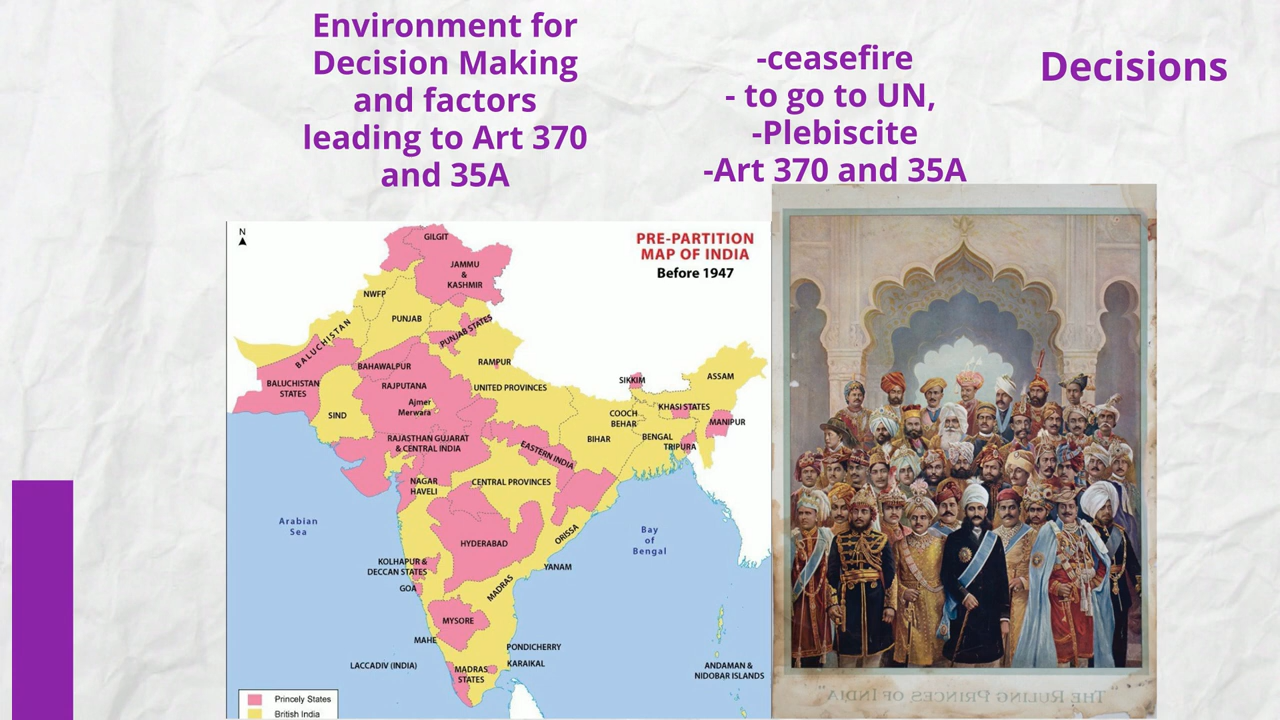 Environment for
Decision Making
and factors
leading to Art 370
and 35A
-ceasefire
- to go to UN,
-Plebiscite
-Art 370 and 35A
Decisions
N
PRE-PARTITION
MAP OF INDIA
Before 1947
GILGIT
JAMMU
&
KASHMIR
NWFP
PUNJAB
PUNJAB STATES
BALUCHISTAN
BAHAWALPUR
RAMPUR
BALUCHISTAN
STATES
RAJPUTANA
UNITED PROVINCES
SIKKIM
ASSAM
SIND
Ajmer
Merwara
COOCH
BEHAR
KHASI STATES
MANIPUR
RAJASTHAN GUJARAT
& CENTRAL INDIA
EASTERN INDIA
BIHAR
BENGAL
TRIPURA
NAGAR
HAVELI
CENTRAL PROVINCES
Arabian
Sea
HYDERABAD
ORISSA
Bay
of
Bengal
KOLHAPUR &
DECCAN STATES
YANAM
GOA
MADRAS
MYSORE
MAHE
PONDICHERRY
LACCADIV (INDIA)
MADRAS
STATES
KARAIKAL
ANDAMAN &
NIDOBAR ISLANDS
Princely States
British India
"THE RULING PRINCES OF INDIA"